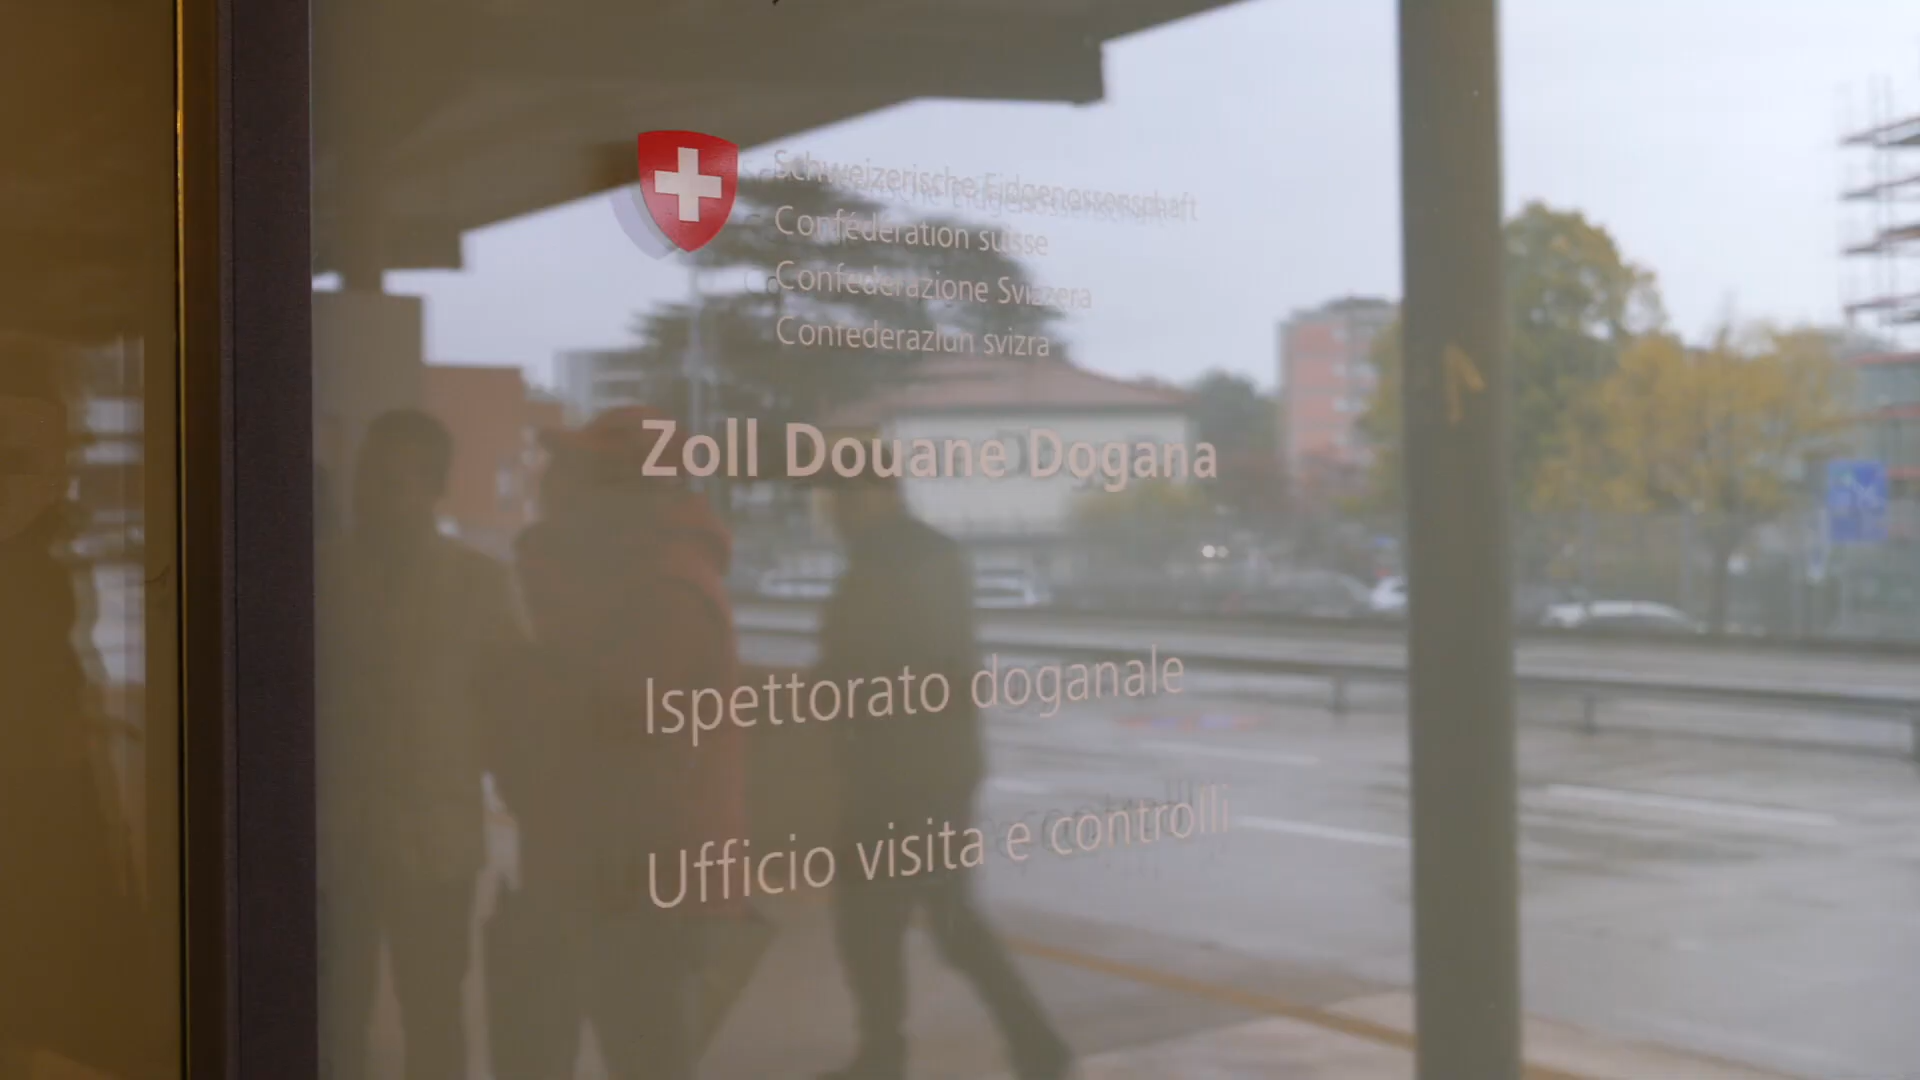 Schweizerische Eidgenossenschaft
Confédération suisse
Confederazione Svizzera
Confederaziun svizra
Zoll Douane Dogana
Ispettorato doganale
Ufficio visita e controlli